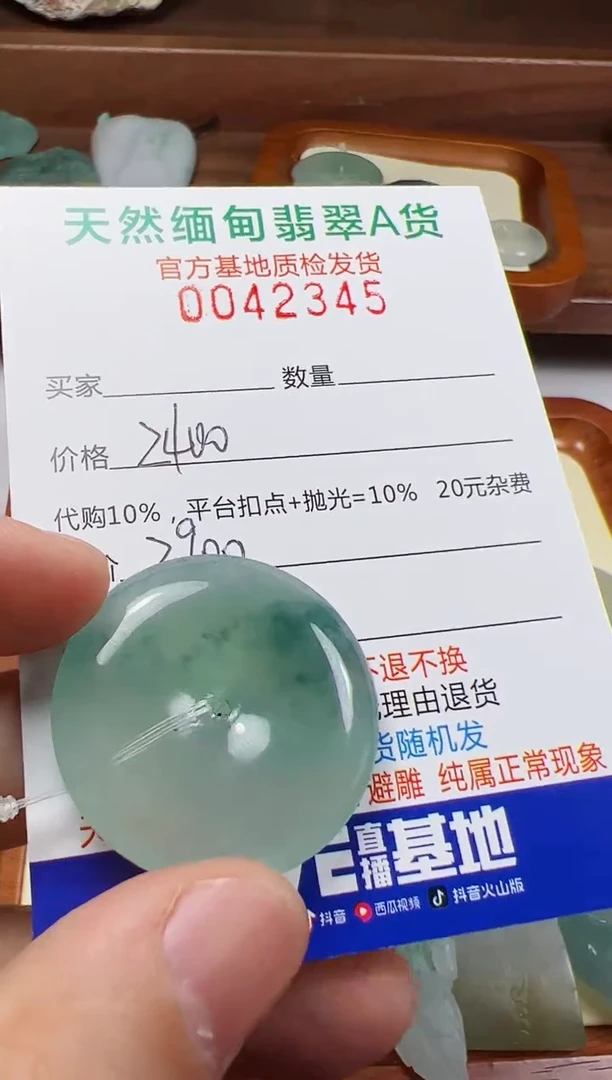 天然缅甸翡翠A货
官方基地质检发货
0042345
买家 数量
价格 2400
代购10%，平台扣点+抛光=10% 20元杂费
价 2900
不退不换
理由退货
货随机发
避雕 纯属正常现象
直播基地
抖音 西瓜视频 抖音火山版